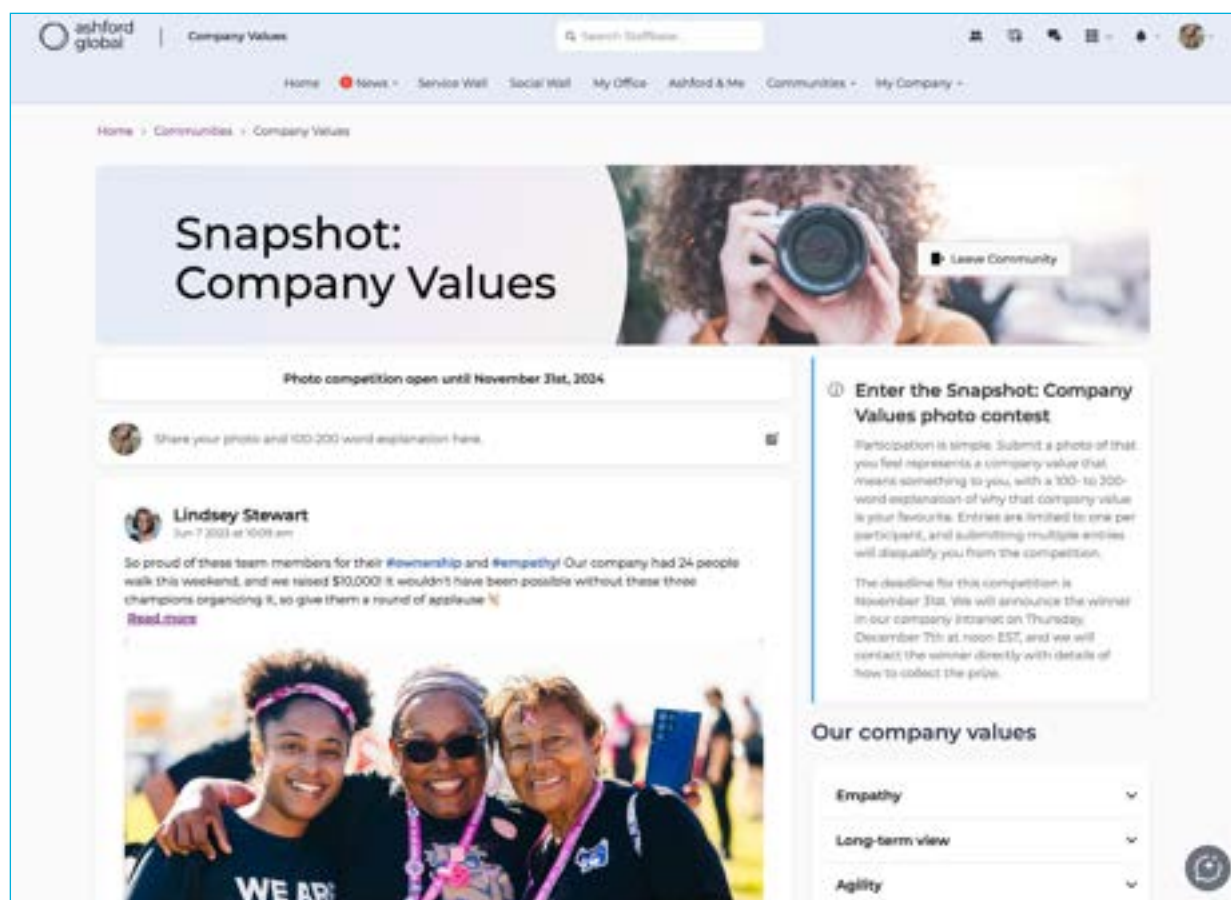 ashford
global
Company Values
Search Staffbase
Home
News
Service Wall
Social Wall
My Office
Ashford & Me
Communities
My Company
Home > Communities > Company Values
Snapshot:
Company Values
Leave Community
Photo competition open until November 31st, 2024
Share your photo and 100-200 word explanation here.
Lindsey Stewart
Jun 7 2023 at 10:09 am
So proud of these team members for their #ownership and #empathy! Our company had 24 people
walk this weekend, and we raised $10,000! It wouldn't have been possible without these three
champions organizing it, so give them a round of applause 👏
Read more
WE ARE
Enter the Snapshot: Company
Values photo contest
Participation is simple. Submit a photo of that
you feel represents a company value that
means something to you, with a 100- to 200-
word explanation of why that company value
is your favourite. Entries are limited to one per
participant, and submitting multiple entries
will disqualify you from the competition.
The deadline for this competition is
November 31st. We will announce the winner
in our company intranet on Thursday,
December 7th at noon EST, and we will
contact the winner directly with details of
how to collect the prize.
Our company values
Empathy
Long-term view
Agility